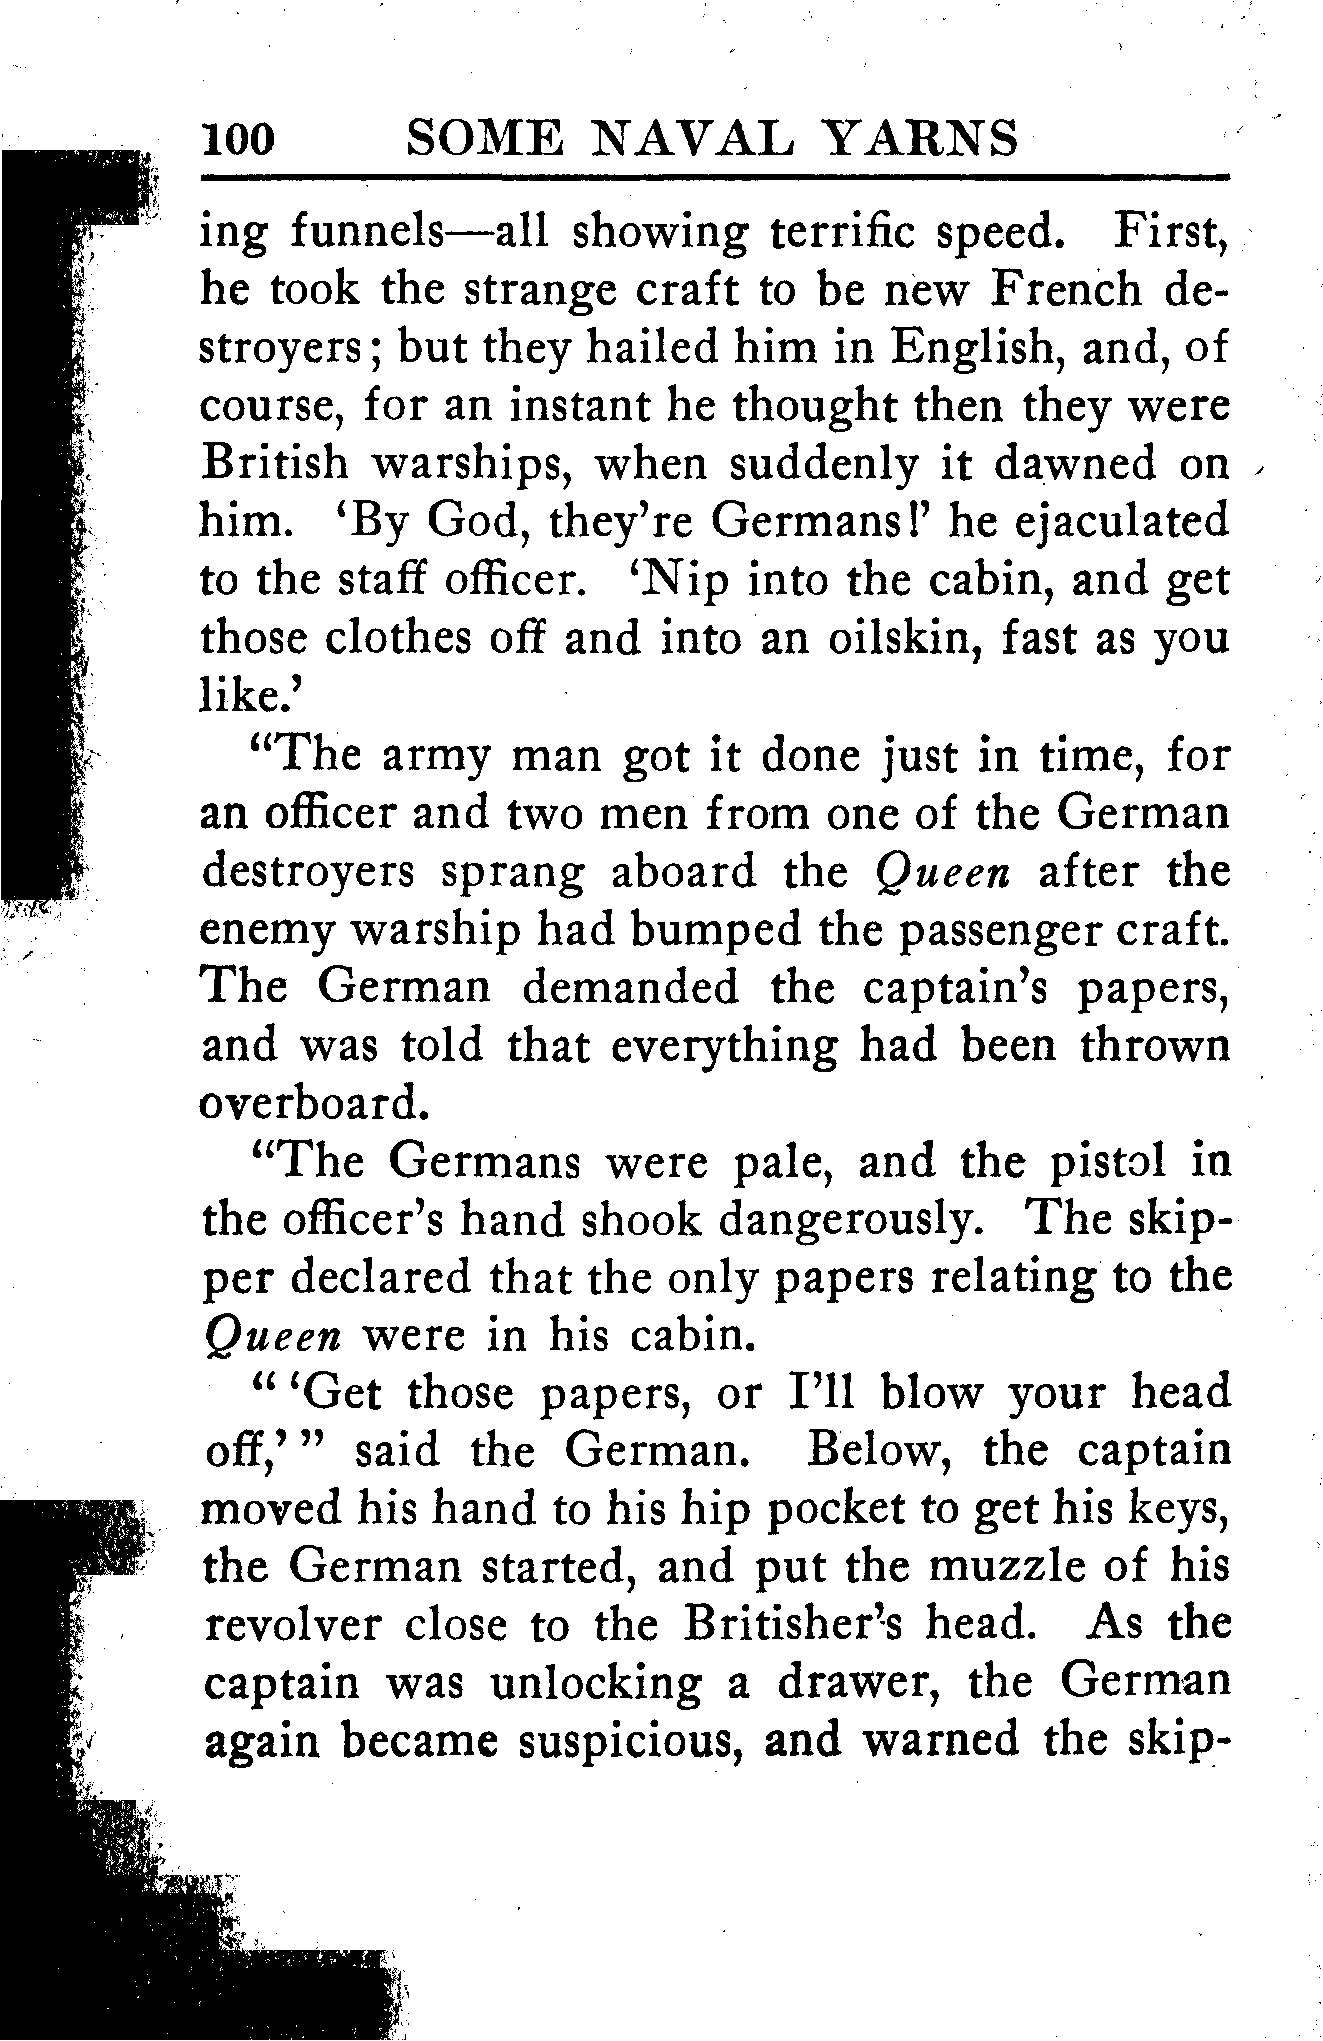 100 SOME NAVAL YARNS
ing funnels—all showing terrific speed. First,
he took the strange craft to be new French de-
stroyers; but they hailed him in English, and, of
course, for an instant he thought then they were
British warships, when suddenly it dawned on
him. ‘By God, they’re Germans!’ he ejaculated
to the staff officer. ‘Nip into the cabin, and get
those clothes off and into an oilskin, fast as you
like.’
“The army man got it done just in time, for
an officer and two men from one of the German
destroyers sprang aboard the Queen after the
enemy warship had bumped the passenger craft.
The German demanded the captain’s papers,
and was told that everything had been thrown
overboard.
“The Germans were pale, and the pistol in
the officer’s hand shook dangerously. The skip-
per declared that the only papers relating to the
Queen were in his cabin.
“ ‘Get those papers, or I’ll blow your head
off,’ ” said the German. Below, the captain
moved his hand to his hip pocket to get his keys,
the German started, and put the muzzle of his
revolver close to the Britisher’s head. As the
captain was unlocking a drawer, the German
again became suspicious, and warned the skip-